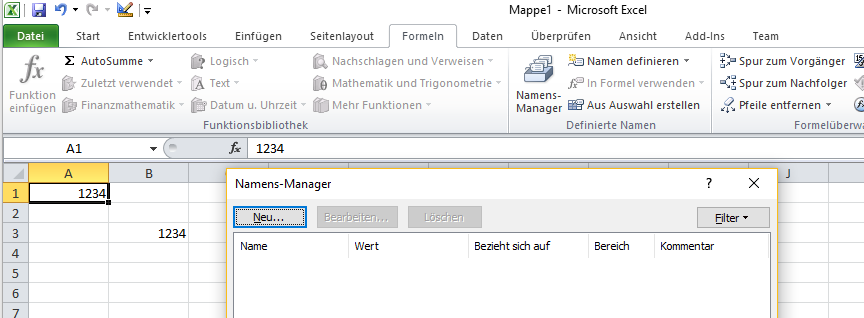 Mappe1 - Microsoft Excel
Datei Start Entwicklertools Einfügen Seitenlayout Formeln Daten Überprüfen Ansicht Add-Ins Team
fx Funktion einfügen
Σ AutoSumme
Zuletzt verwendet
Finanzmathematik
Logisch
Text
Datum u. Uhrzeit
Nachschlagen und Verweisen
Mathematik und Trigonometrie
Mehr Funktionen
Funktionsbibliothek
Namens-Manager
Namen definieren
In Formel verwenden
Aus Auswahl erstellen
Definierte Namen
Spur zum Vorgänger
Spur zum Nachfolger
Pfeile entfernen
Formelüberwa
A1 fx 1234
A B J
1 1234
2
3 1234
4
5
6
7
Namens-Manager ? ×
Neu... Bearbeiten... Löschen Filter
Name Wert Bezieht sich auf Bereich Kommentar